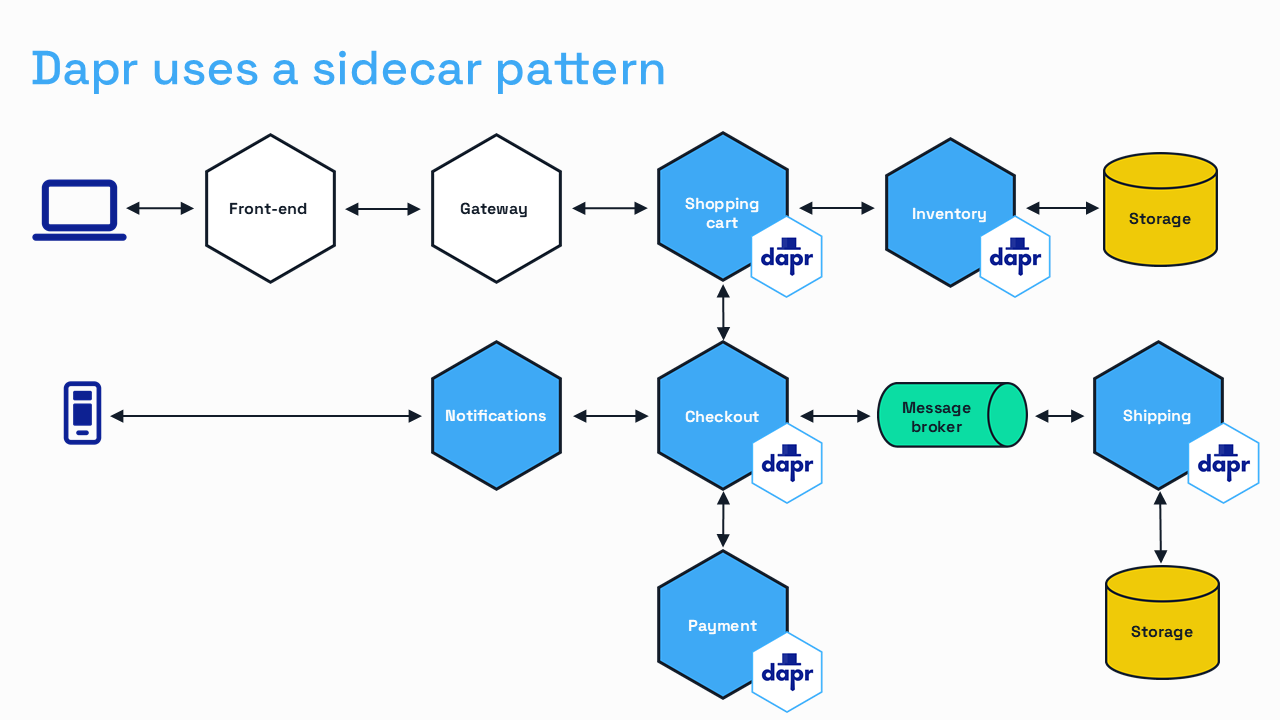 Dapr uses a sidecar pattern
Front-end
Gateway
Shopping
cart
Inventory
Storage
dapr
dapr
Notifications
Checkout
Message
broker
Shipping
dapr
dapr
Payment
Storage
dapr